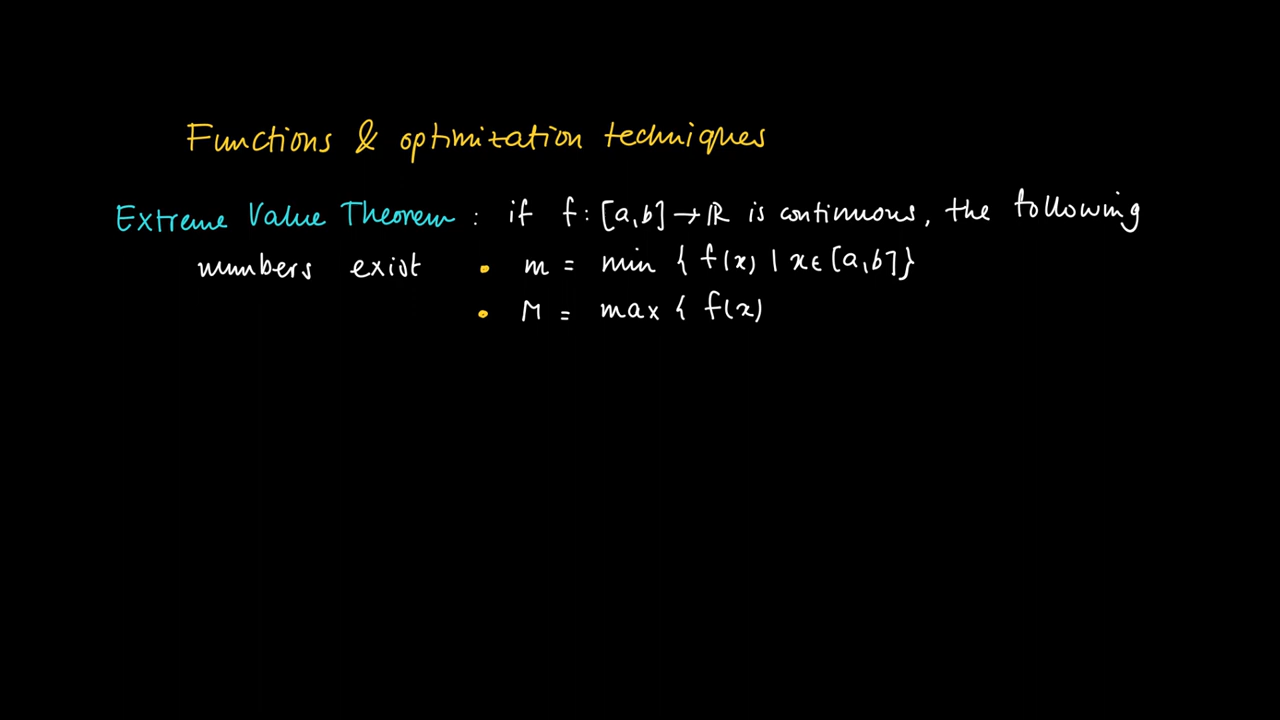 Functions & optimization techniques
Extreme Value Theorem : if f : [a,b] → ℝ is continuous, the following
numbers exist • m = min { f(x) | x ∈ [a,b] }
• M = max { f(x)